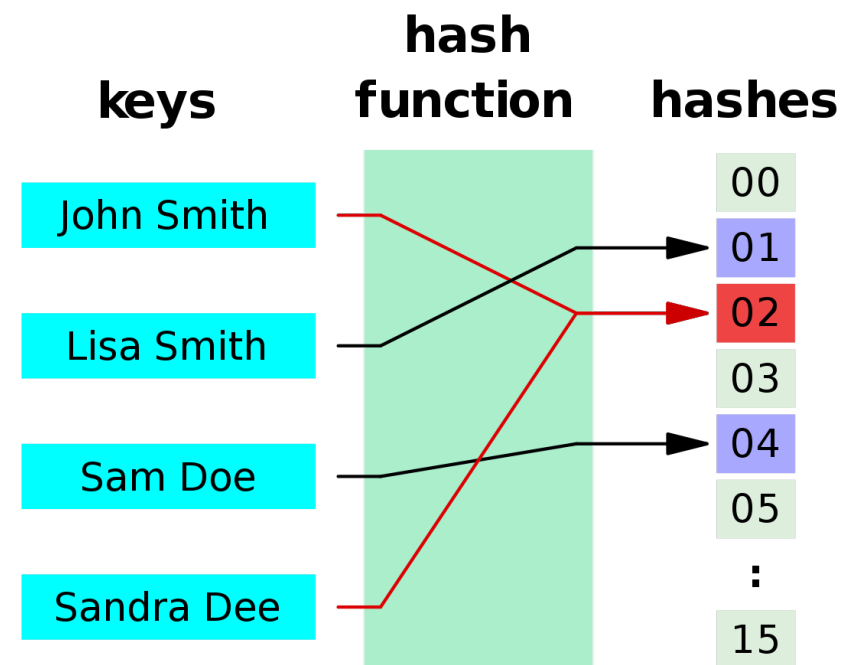 keys
hash
function
hashes
John Smith
Lisa Smith
Sam Doe
Sandra Dee
00
01
02
03
04
05
:
15